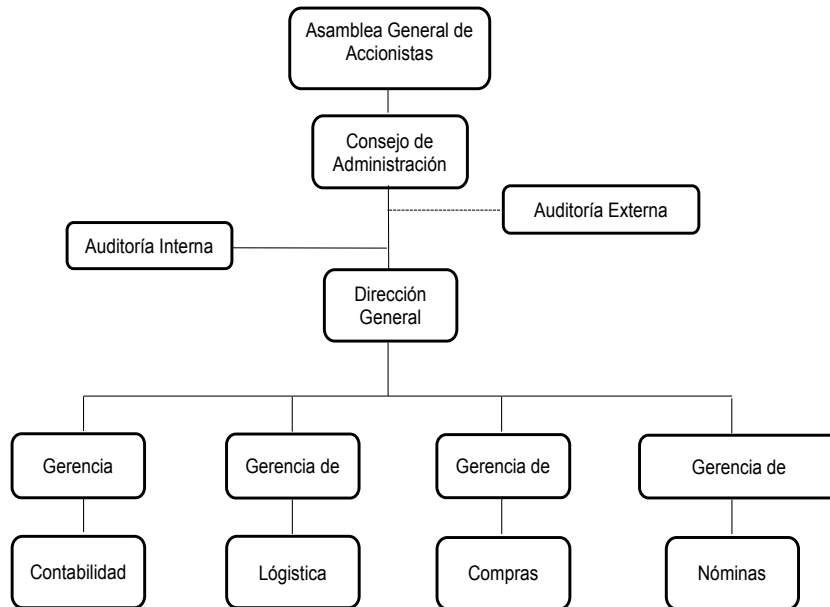 Asamblea General de
Accionistas
Consejo de
Administración
Auditoría Externa
Auditoría Interna
Dirección
General
Gerencia
Gerencia de
Gerencia de
Gerencia de
Contabilidad
Lógistica
Compras
Nóminas